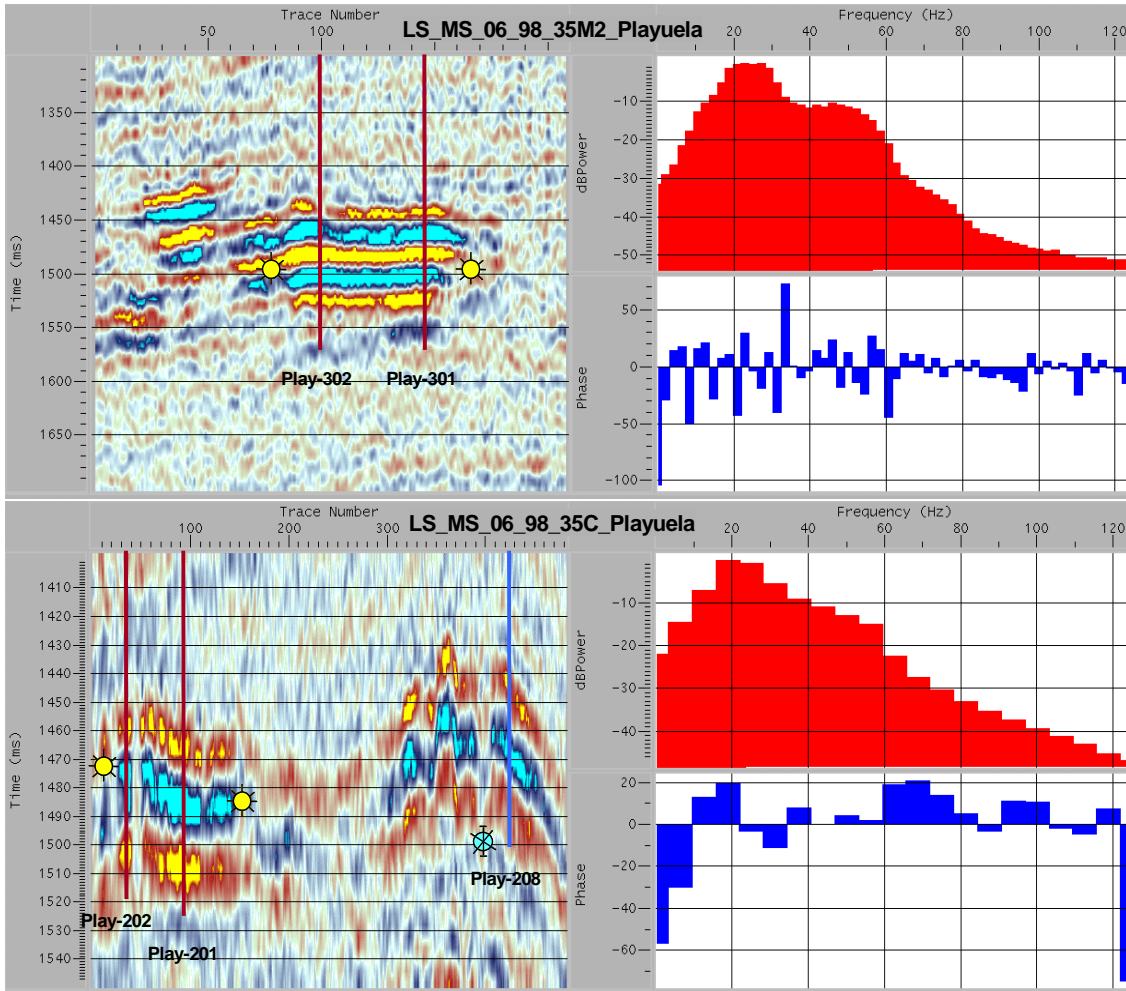 Trace Number
LS_MS_06_98_35M2_Playuela
50 100
Time (ms)
1350
1400
1450
1500
1550
1600
1650
Play-302
Play-301
Frequency (Hz)
20 40 60 80 100 120
dBPower
-10
-20
-30
-40
-50
Phase
50
0
-50
-100
Trace Number
LS_MS_06_98_35C_Playuela
100 200 300
Time (ms)
1410
1420
1430
1440
1450
1460
1470
1480
1490
1500
1510
1520
1530
1540
Play-208
Play-202
Play-201
Frequency (Hz)
20 40 60 80 100 120
dBPower
-10
-20
-30
-40
Phase
20
0
-20
-40
-60